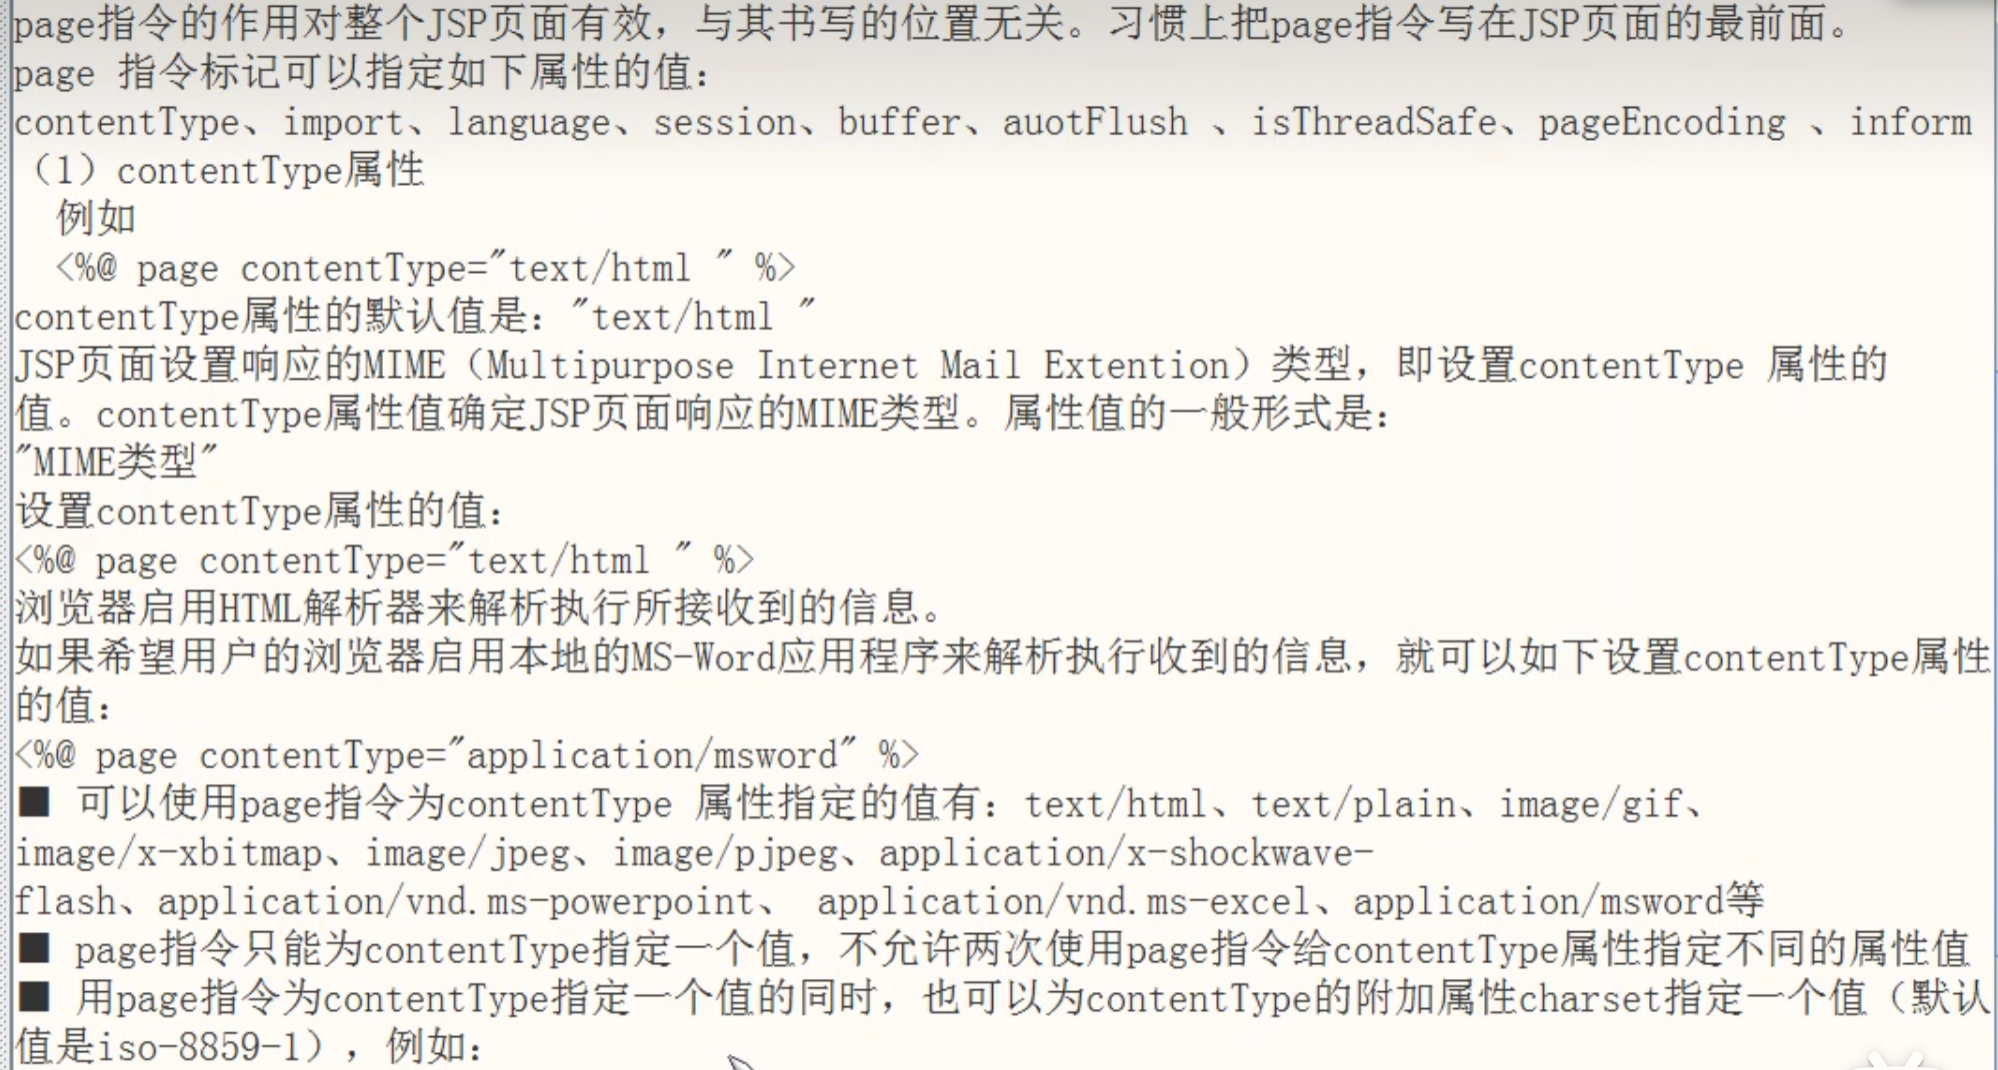 page指令的作用对整个JSP页面有效，与其书写的位置无关。习惯上把page指令写在JSP页面的最前面。
page 指令标记可以指定如下属性的值：
contentType、import、language、session、buffer、auotFlush 、isThreadSafe、pageEncoding 、inform
（1）contentType属性
例如
<%@ page contentType="text/html " %>
contentType属性的默认值是："text/html "
JSP页面设置响应的MIME（Multipurpose Internet Mail Extention）类型，即设置contentType 属性的
值。contentType属性值确定JSP页面响应的MIME类型。属性值的一般形式是：
"MIME类型"
设置contentType属性的值：
<%@ page contentType="text/html " %>
浏览器启用HTML解析器来解析执行所接收到的信息。
如果希望用户的浏览器启用本地的MS-Word应用程序来解析执行收到的信息，就可以如下设置contentType属性
的值：
<%@ page contentType="application/msword" %>
■ 可以使用page指令为contentType 属性指定的值有：text/html、text/plain、image/gif、
image/x-xbitmap、image/jpeg、image/pjpeg、application/x-shockwave-
flash、application/vnd.ms-powerpoint、 application/vnd.ms-excel、application/msword等
■ page指令只能为contentType指定一个值，不允许两次使用page指令给contentType属性指定不同的属性值
■ 用page指令为contentType指定一个值的同时，也可以为contentType的附加属性charset指定一个值（默认
值是iso-8859-1），例如：